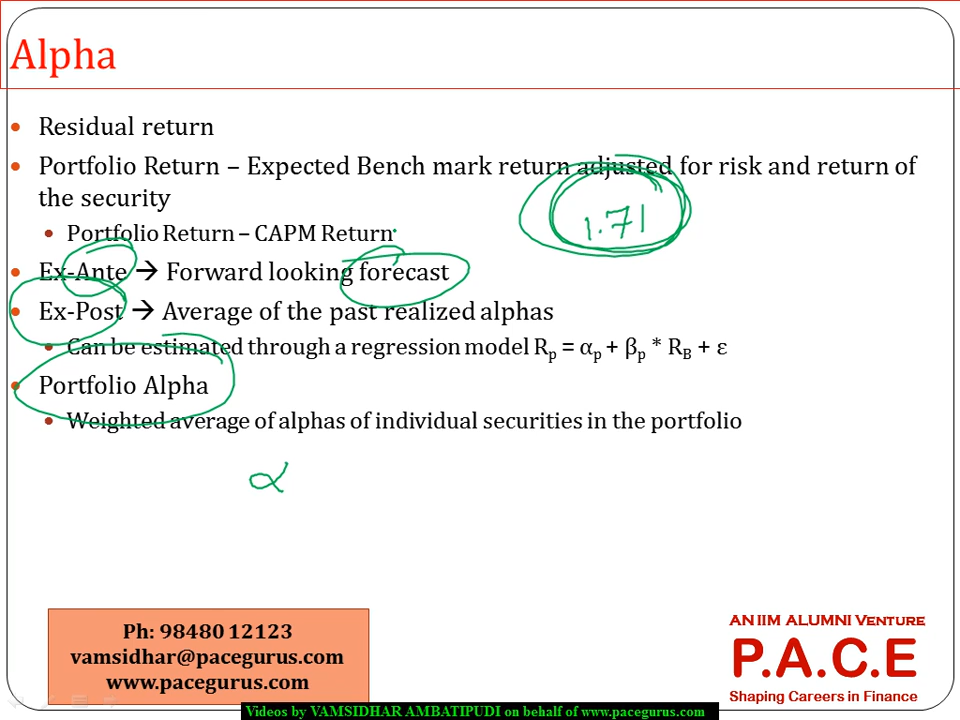 Alpha
• Residual return
• Portfolio Return – Expected Bench mark return adjusted for risk and return of
the security
• Portfolio Return – CAPM Return
1.71
• Ex-Ante → Forward looking forecast
• Ex-Post → Average of the past realized alphas
• Can be estimated through a regression model Rp = αp + βp * RB + ε
• Portfolio Alpha
• Weighted average of alphas of individual securities in the portfolio
α
Ph: 98480 12123
vamsidhar@pacegurus.com
www.pacegurus.com
AN IIM ALUMNI VENTURE
P.A.C.E
Shaping Careers in Finance
Videos by VAMSIDHAR AMBATIPUDI on behalf of www.pacegurus.com